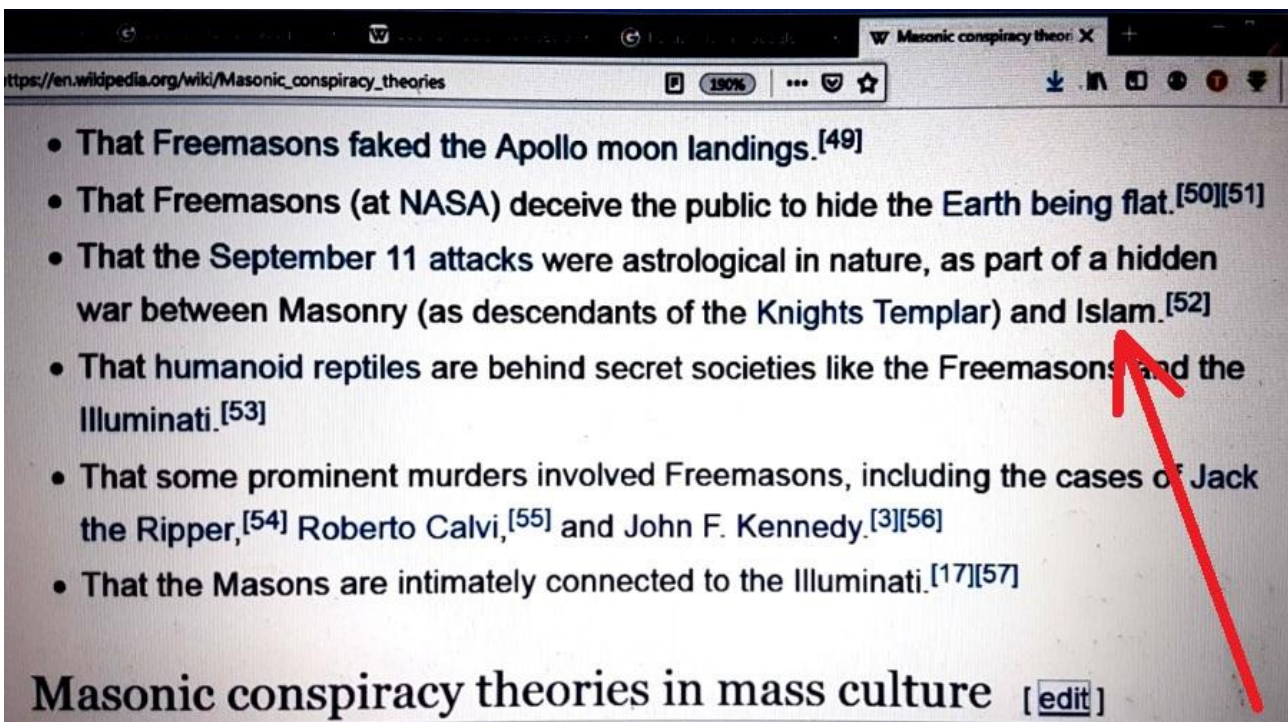 W Masonic conspiracy theori X +
ttps://en.wikipedia.org/wiki/Masonic_conspiracy_theories 190% •••
• That Freemasons faked the Apollo moon landings.[49]
• That Freemasons (at NASA) deceive the public to hide the Earth being flat.[50][51]
• That the September 11 attacks were astrological in nature, as part of a hidden
war between Masonry (as descendants of the Knights Templar) and Islam.[52]
• That humanoid reptiles are behind secret societies like the Freemasons and the
Illuminati.[53]
• That some prominent murders involved Freemasons, including the cases of Jack
the Ripper,[54] Roberto Calvi,[55] and John F. Kennedy.[3][56]
• That the Masons are intimately connected to the Illuminati.[17][57]
Masonic conspiracy theories in mass culture [edit]